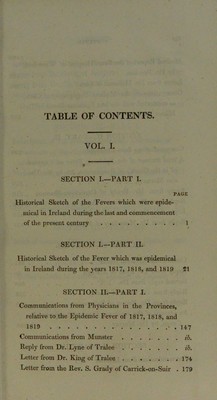 TABLE OF CONTENTS.
VOL. I.
SECTION I.—PART I.
PAGE
Historical Sketch of the Fevers which were epide-
mical in Ireland during the last and commencement
of the present century . . . . . . . . . 1
SECTION I.—PART II.
Historical Sketch of the Fever which was epidemical
in Ireland during the years 1817, 1818, and 1819 21
SECTION II.—PART I.
Communications from Physicians in the Provinces,
relative to the Epidemic Fever of 1817, 1818, and
1819 . . . . . . . . . . . . . . 147
Communications from Munster . . . . . . . ib.
Reply from Dr. Lyne of Tralee . . . . . . . ib.
Letter from Dr. King of Tralee . . . . . . . 174
Letter from the Rev. S. Grady of Carrick-on-Suir . 179